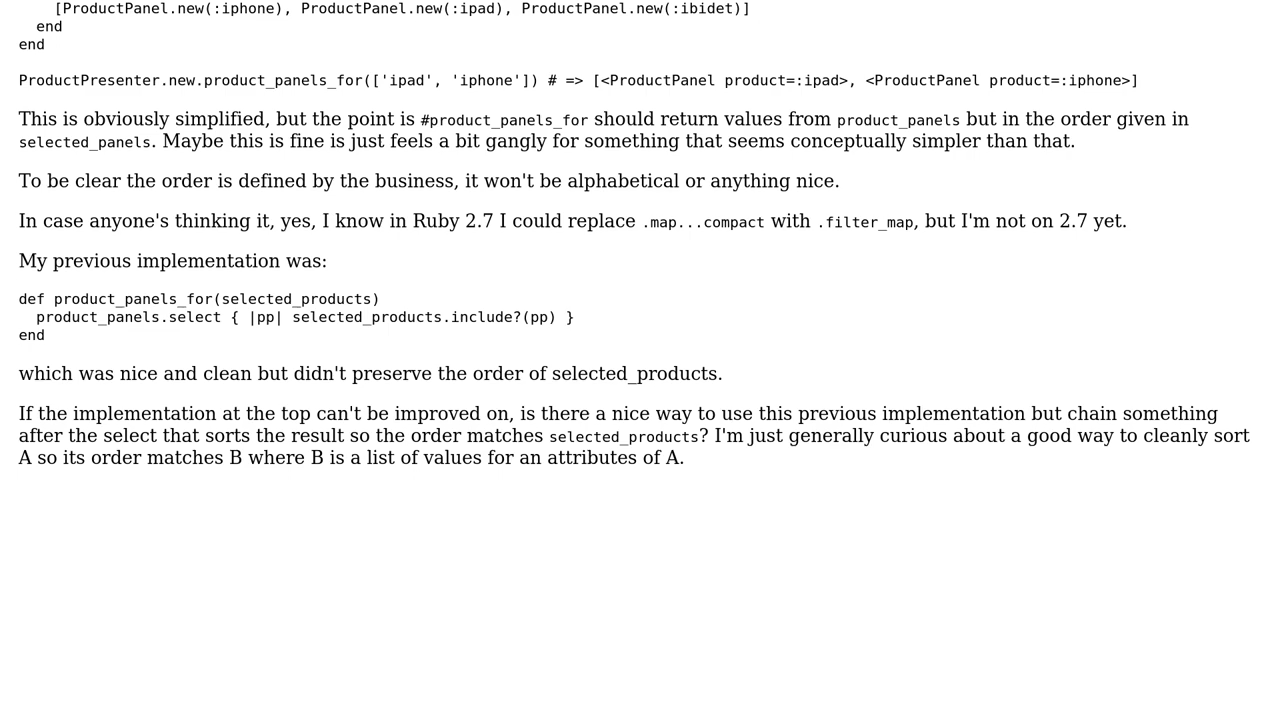 [ProductPanel.new(:iphone), ProductPanel.new(:ipad), ProductPanel.new(:ibidet)]
end
end
ProductPresenter.new.product_panels_for(['ipad', 'iphone']) # => [<ProductPanel product=:ipad>, <ProductPanel product=:iphone>]
This is obviously simplified, but the point is #product_panels_for should return values from product_panels but in the order given in
selected_panels. Maybe this is fine is just feels a bit gangly for something that seems conceptually simpler than that.
To be clear the order is defined by the business, it won't be alphabetical or anything nice.
In case anyone's thinking it, yes, I know in Ruby 2.7 I could replace .map...compact with .filter_map, but I'm not on 2.7 yet.
My previous implementation was:
def product_panels_for(selected_products)
product_panels.select { |pp| selected_products.include?(pp) }
end
which was nice and clean but didn't preserve the order of selected_products.
If the implementation at the top can't be improved on, is there a nice way to use this previous implementation but chain something
after the select that sorts the result so the order matches selected_products? I'm just generally curious about a good way to cleanly sort
A so its order matches B where B is a list of values for an attributes of A.